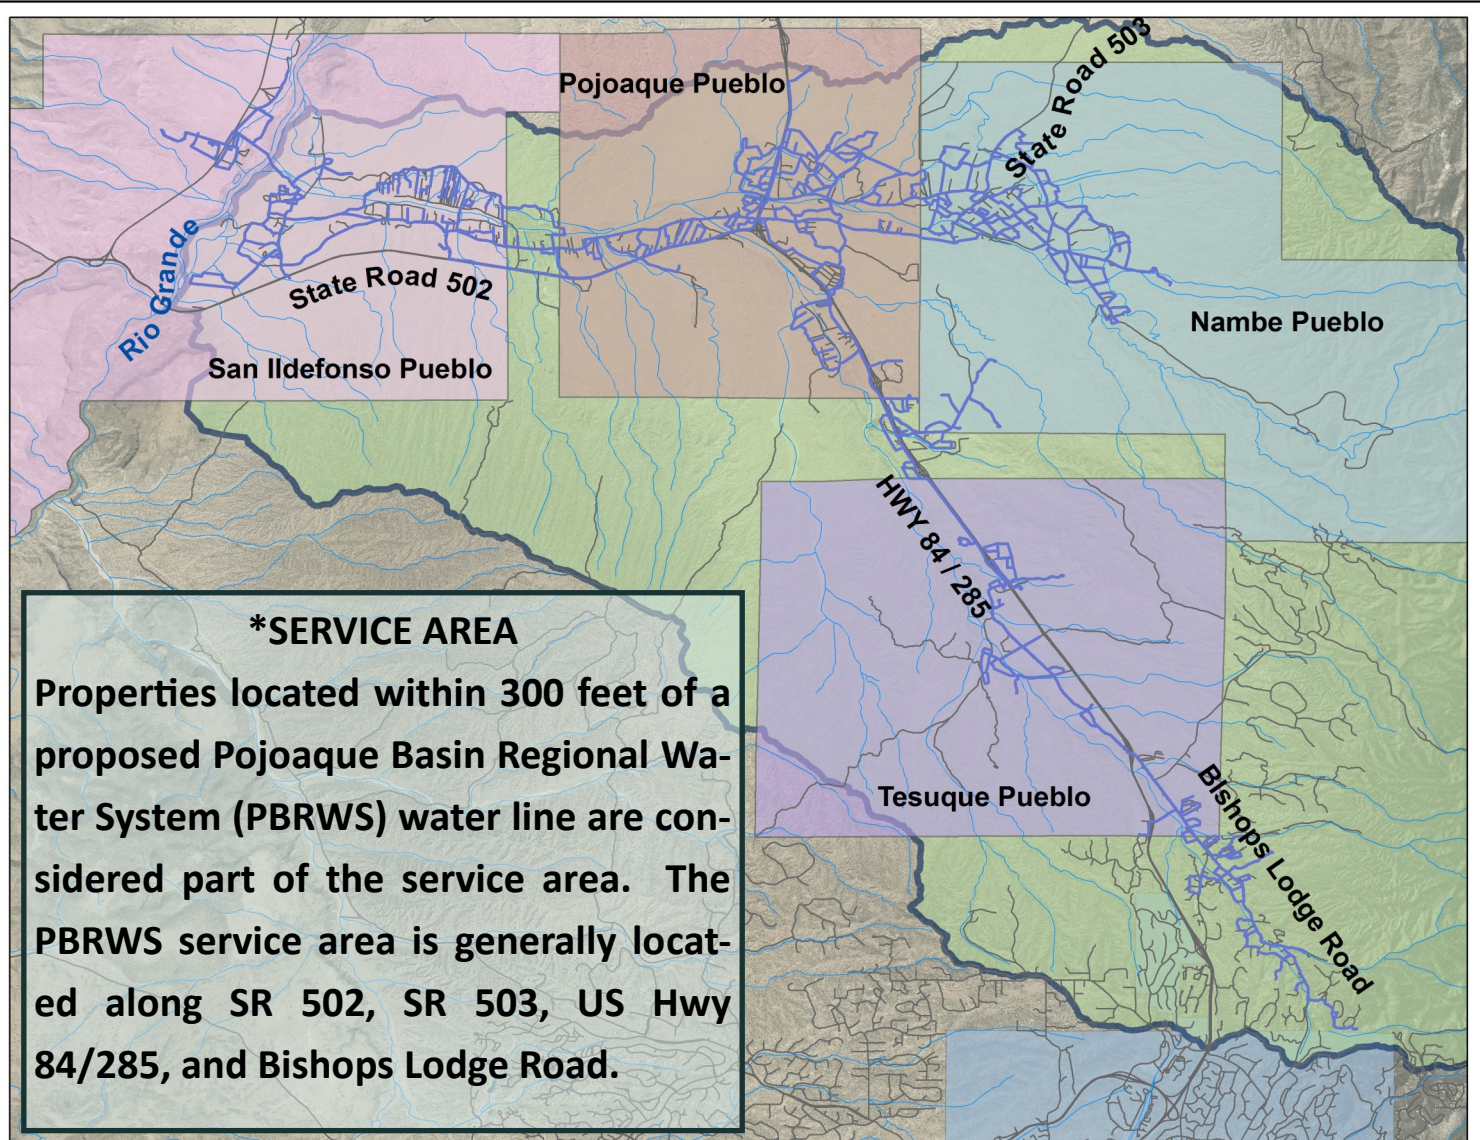 State Road 503
Pojoaque Pueblo
Rio Grande
State Road 502
Nambe Pueblo
San Ildefonso Pueblo
HWY 84 / 285
Tesuque Pueblo
Bishops Lodge Road
*SERVICE AREA
Properties located within 300 feet of a
proposed Pojoaque Basin Regional Wa-
ter System (PBRWS) water line are con-
sidered part of the service area. The
PBRWS service area is generally locat-
ed along SR 502, SR 503, US Hwy
84/285, and Bishops Lodge Road.